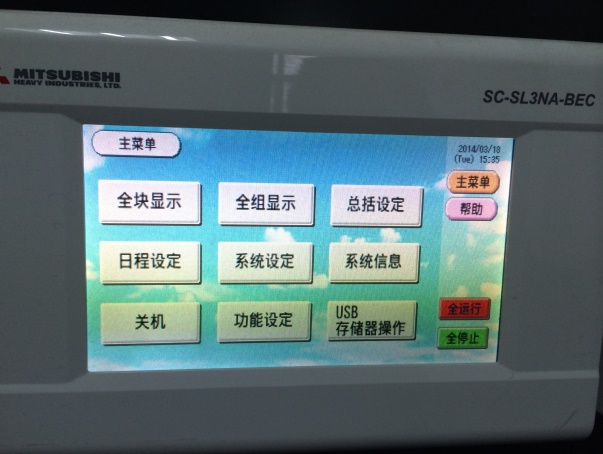 MITSUBISHI
HEAVY INDUSTRIES, LTD.
SC-SL3NA-BEC
主菜单
2014/03/18
(Tue) 15:35
主菜单
帮助
全块显示
全组显示
总括设定
日程设定
系统设定
系统信息
关机
功能设定
USB
存储器操作
全运行
全停止